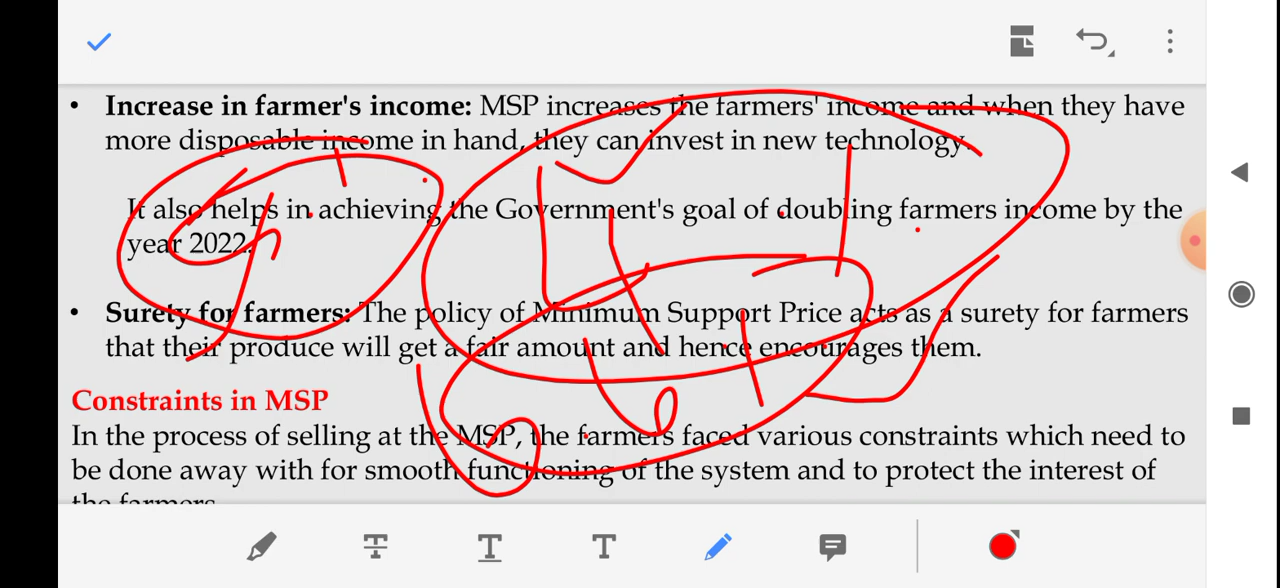 • Increase in farmer's income: MSP increases the farmers' income and when they have
more disposable income in hand, they can invest in new technology.
It also helps in achieving the Government's goal of doubling farmers income by the
year 2022.
• Surety for farmers: The policy of Minimum Support Price acts as a surety for farmers
that their produce will get a fair amount and hence encourages them.
Constraints in MSP
In the process of selling at the MSP, the farmers faced various constraints which need to
be done away with for smooth functioning of the system and to protect the interest of
the farmers